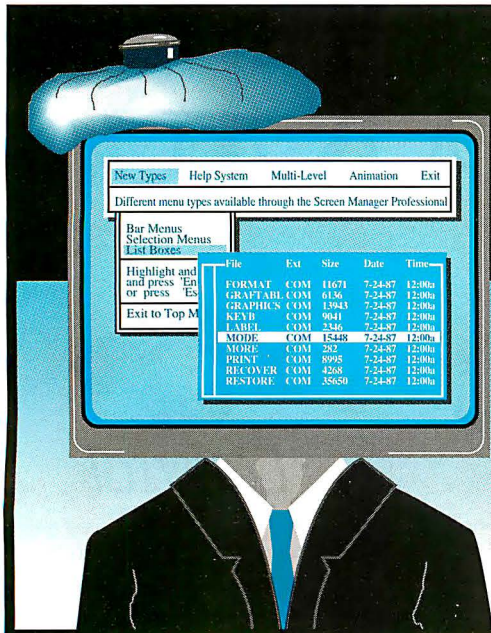 New Types Help System Multi-Level Animation Exit
Different menu types available through the Screen Manager Professional
Bar Menus
Selection Menus
List Boxes
Highlight and
and press 'En
or press 'Es
Exit to Top M
File Ext Size Date Time
FORMAT COM 11671 7-24-87 12:00a
GRAFTABL COM 6136 7-24-87 12:00a
GRAPHICS COM 13943 7-24-87 12:00a
KEYB COM 9041 7-24-87 12:00a
LABEL COM 2346 7-24-87 12:00a
MODE COM 15448 7-24-87 12:00a
MORE COM 282 7-24-87 12:00a
PRINT COM 8995 7-24-87 12:00a
RECOVER COM 4268 7-24-87 12:00a
RESTORE COM 35650 7-24-87 12:00a